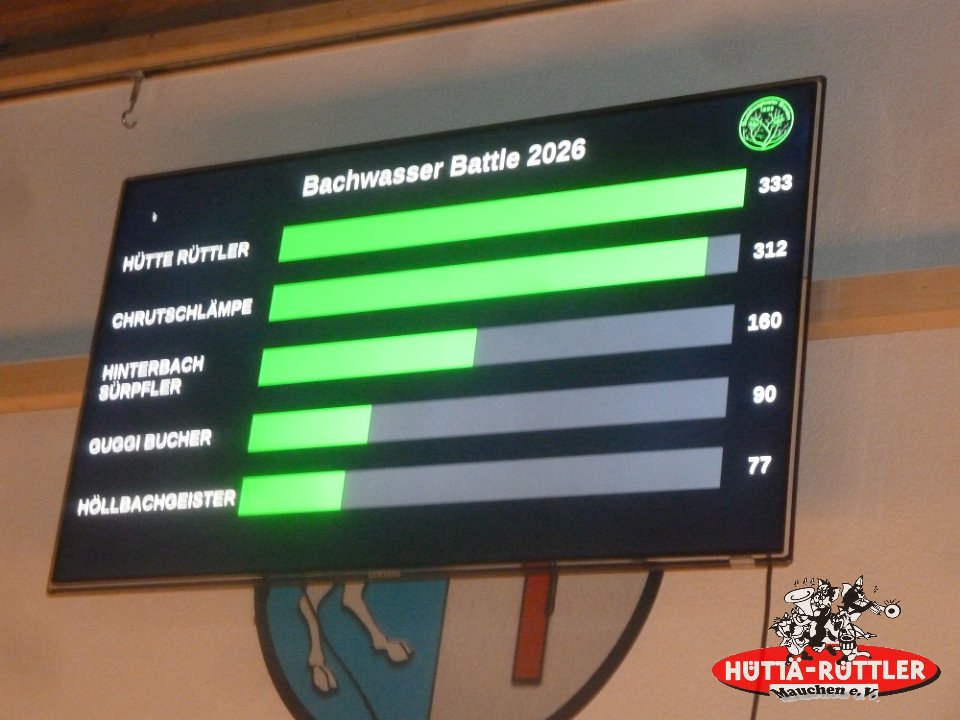 Bachwasser Battle 2026
HÜTTE RÜTTLER 333
CHRUTSCHLÄMPE 312
HINTERBACH
SÜRPFLER 160
GUGGI BUCHER 90
HÖLLBACHGEISTER 77
HÜTTA-RÜTTLER
Mauchen e.V.